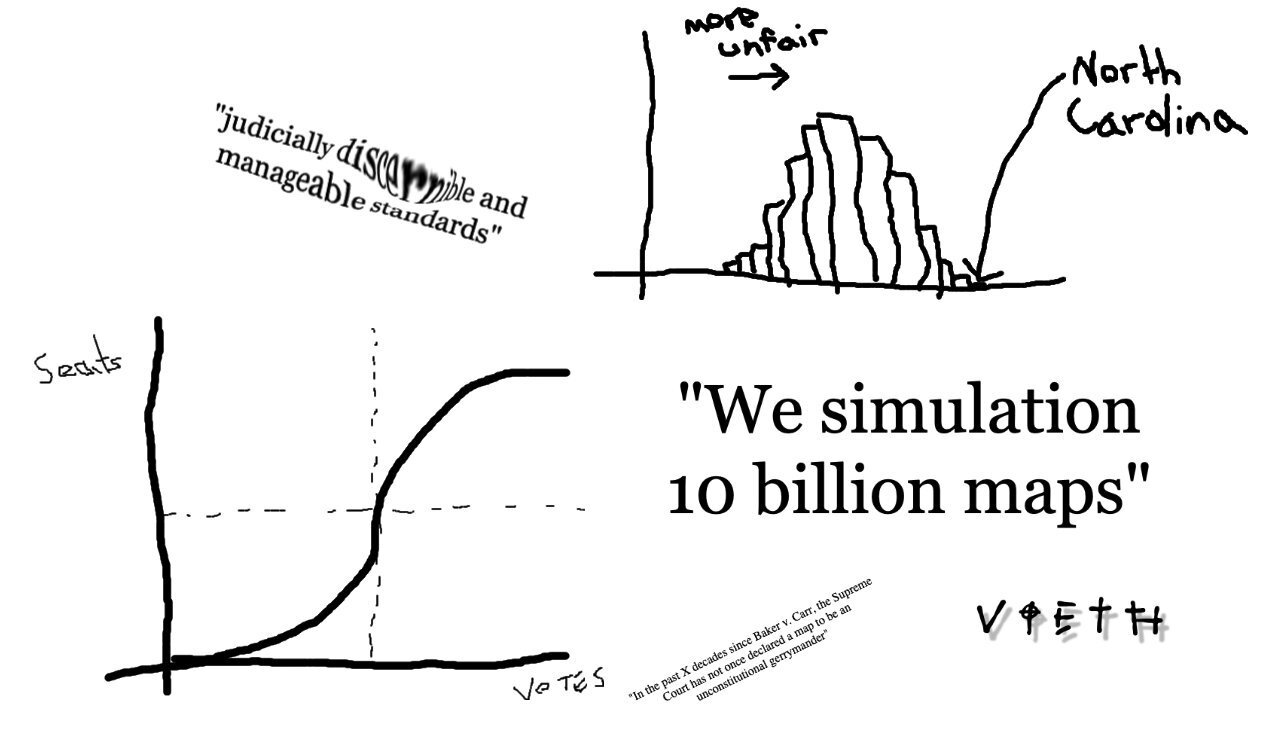 more
unfair
North
Carolina
"judicially discernible and
manageable standards"
Seats
"We simulation
10 billion maps"
"In the past X decades since Baker v. Carr, the Supreme
Court has not once declared a map to be an
unconstitutional gerrymander"
VIETH
VOTES